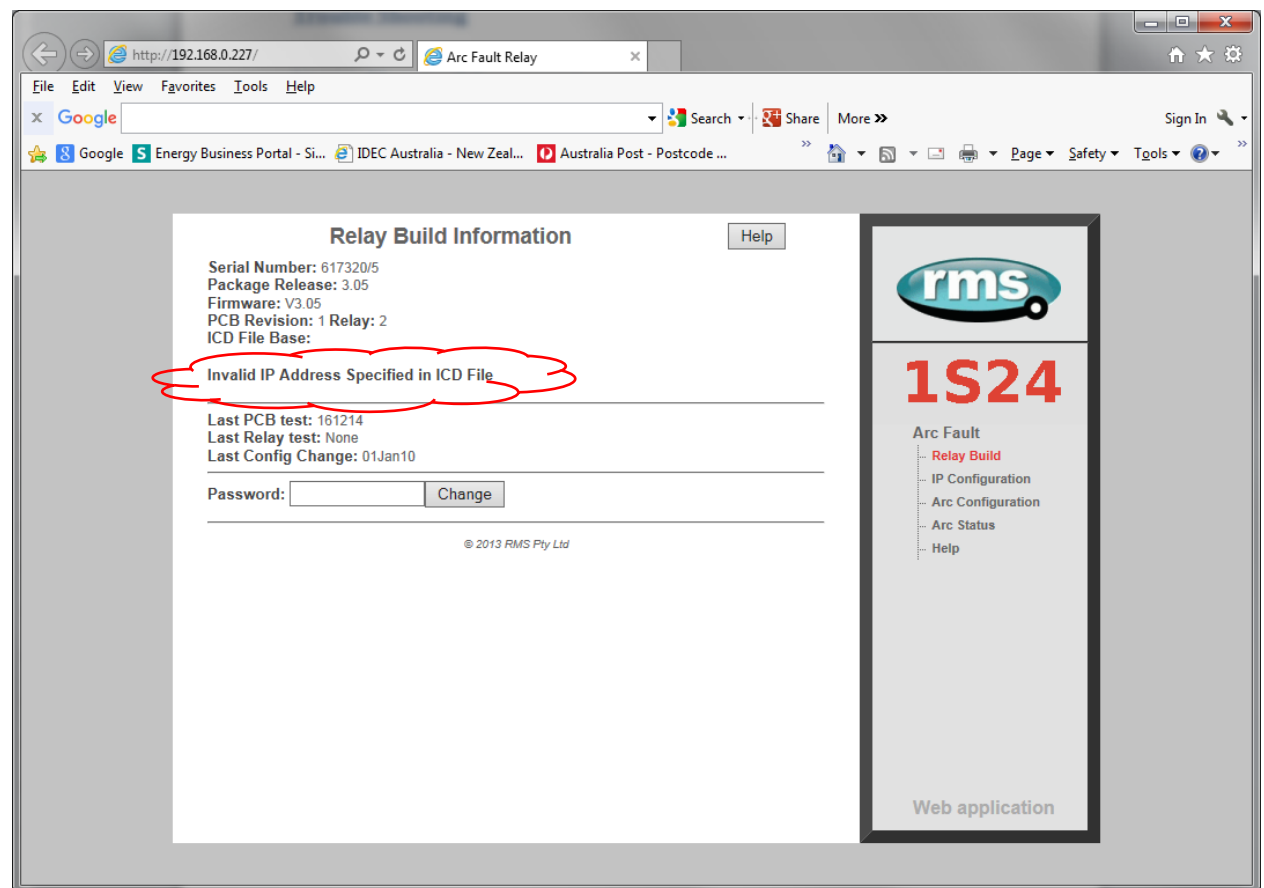 Trouble Shooting
http://192.168.0.227/
Arc Fault Relay
File Edit View Favorites Tools Help
x Google Search Share More » Sign In
Google Energy Business Portal - Si... IDEC Australia - New Zeal... Australia Post - Postcode ... » Page Safety Tools »
Relay Build Information
Help
Serial Number: 617320/5
Package Release: 3.05
Firmware: V3.05
PCB Revision: 1 Relay: 2
ICD File Base:
Invalid IP Address Specified in ICD File
Last PCB test: 161214
Last Relay test: None
Last Config Change: 01Jan10
Password: Change
© 2013 RMS Pty Ltd
rms
1S24
Arc Fault
Relay Build
IP Configuration
Arc Configuration
Arc Status
Help
Web application